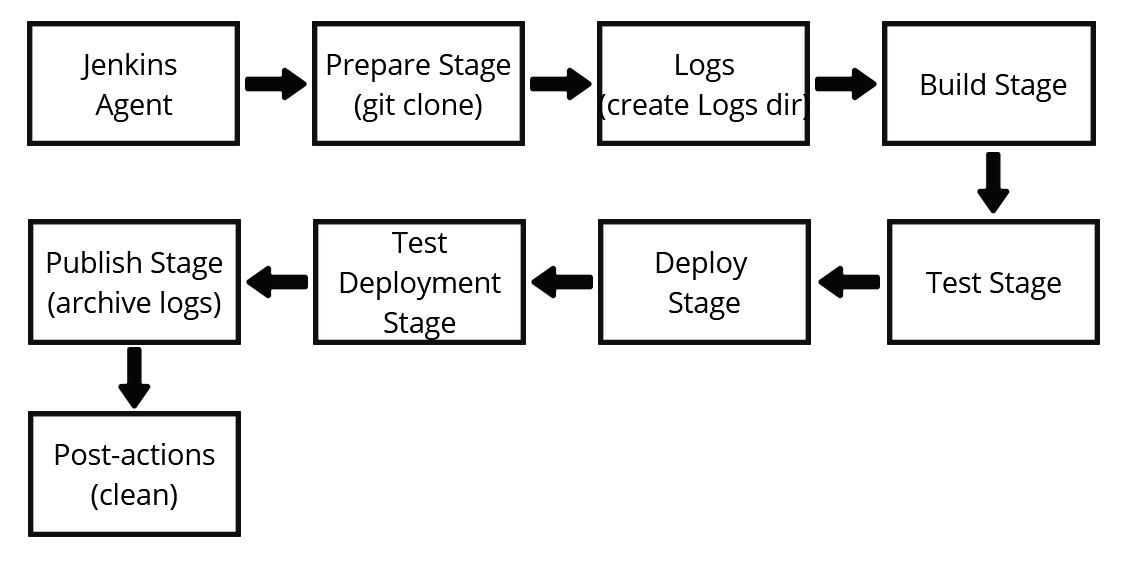 Jenkins
Agent
Prepare Stage
(git clone)
Logs
(create Logs dir)
Build Stage
Test Stage
Deploy
Stage
Test
Deployment
Stage
Publish Stage
(archive logs)
Post-actions
(clean)